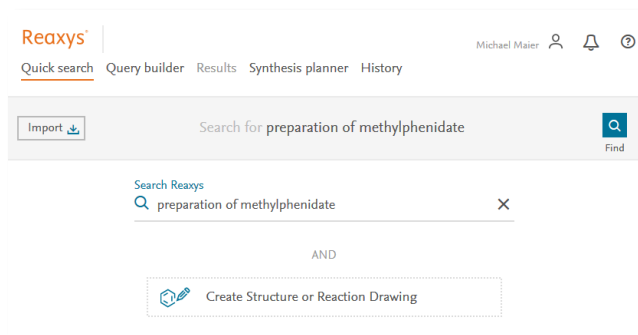 Reaxys®
Michael Maier
Quick search Query builder Results Synthesis planner History
Import Search for preparation of methylphenidate
Find
Search Reaxys
preparation of methylphenidate
AND
Create Structure or Reaction Drawing